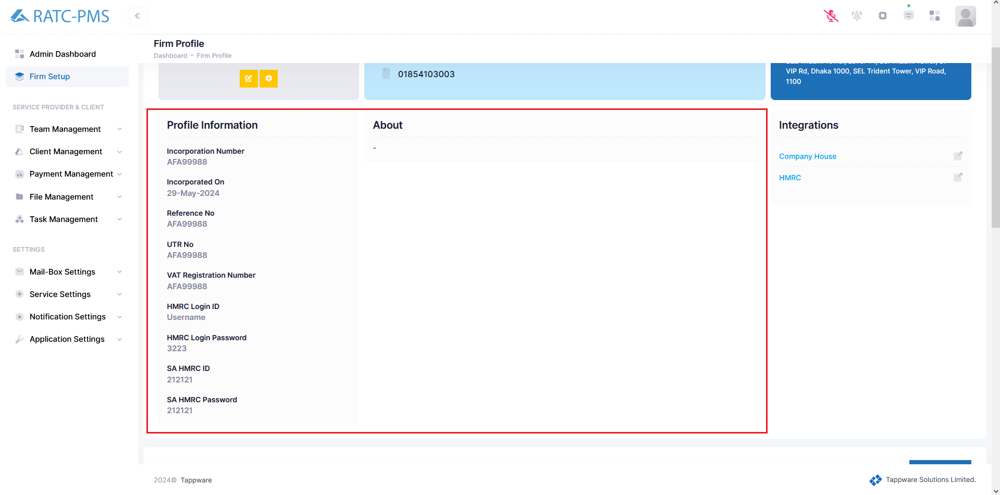 RATC-PMS
Admin Dashboard
Firm Setup
SERVICE PROVIDER & CLIENT
Team Management
Client Management
Payment Management
File Management
Task Management
SETTINGS
Mail-Box Settings
Service Settings
Notification Settings
Application Settings
Firm Profile
Dashboard - Firm Profile
01854103003
VIP Rd, Dhaka 1000, SEL Trident Tower, VIP Road,
1100
Profile Information
Incorporation Number
AFA99988
Incorporated On
29-May-2024
Reference No
AFA99988
UTR No
AFA99988
VAT Registration Number
AFA99988
HMRC Login ID
Username
HMRC Login Password
3223
SA HMRC ID
212121
SA HMRC Password
212121
About
-
Integrations
Company House
HMRC
2024© Tappware
Tappware Solutions Limited.